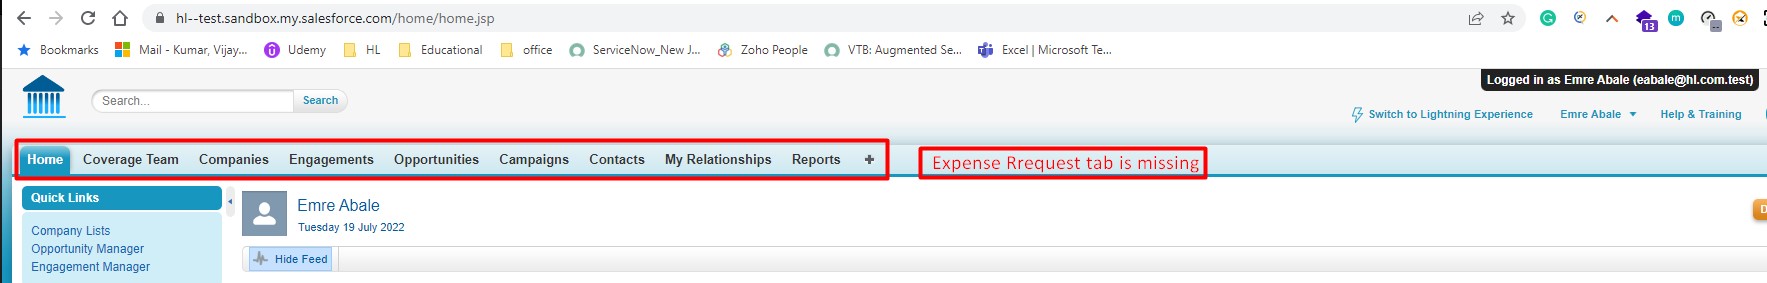 hl--test.sandbox.my.salesforce.com/home/home.jsp
13
m
Bookmarks Mail - Kumar, Vijay... Udemy HL Educational office ServiceNow_New J... Zoho People VTB: Augmented Se... Excel | Microsoft Te...
Logged in as Emre Abale (eabale@hl.com.test)
Search... Search
Switch to Lightning Experience Emre Abale Help & Training
Home Coverage Team Companies Engagements Opportunities Campaigns Contacts My Relationships Reports +
Expense Rrequest tab is missing
Quick Links
Emre Abale
Tuesday 19 July 2022
Company Lists
Opportunity Manager
Engagement Manager
Hide Feed